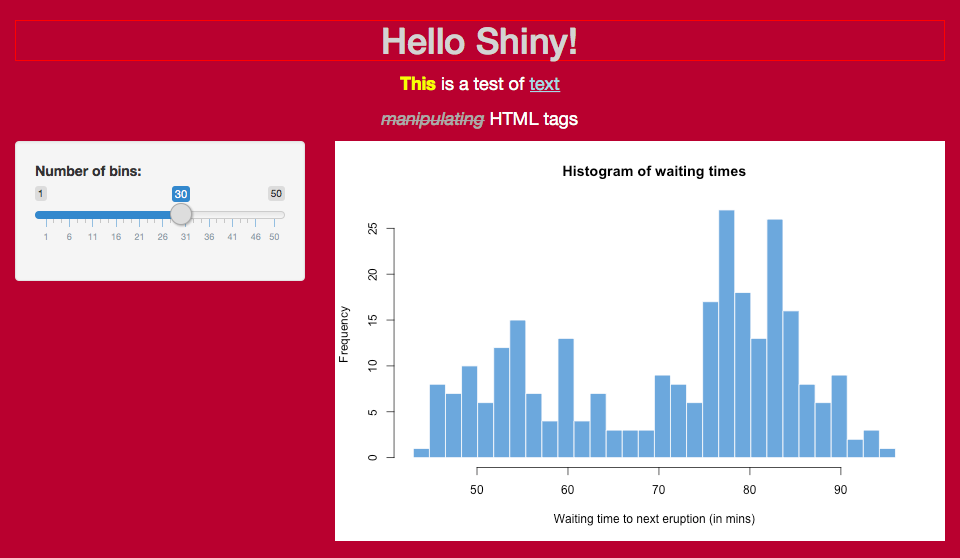 Hello Shiny!
This is a test of text
manipulating HTML tags
Number of bins:
1 30 50
1 6 11 16 21 26 31 36 41 46 50
Histogram of waiting times
Frequency
25
20
15
10
5
0
50 60 70 80 90
Waiting time to next eruption (in mins)